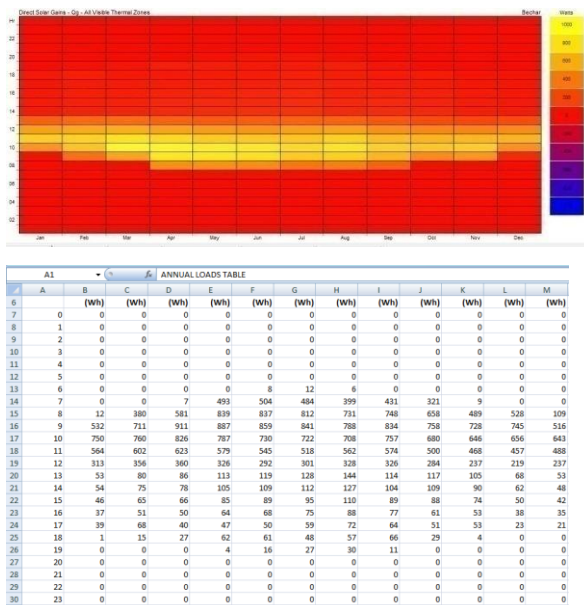 Direct Solar Gains - Qg - All Visible Thermal Zones Bechar Watts
22
20
18
16
14
12
10
08
06
04
02
1000
800
600
400
Jan Feb Mar Apr May Jun Jul Aug Sep Oct Nov Dec
A1 fx ANNUAL LOADS TABLE
A B C D E F G H I J K L M
6 (Wh) (Wh) (Wh) (Wh) (Wh) (Wh) (Wh) (Wh) (Wh) (Wh) (Wh) (Wh)
7 0 0 0 0 0 0 0 0 0 0 0 0 0
8 1 0 0 0 0 0 0 0 0 0 0 0 0
9 2 0 0 0 0 0 0 0 0 0 0 0 0
10 3 0 0 0 0 0 0 0 0 0 0 0 0
11 4 0 0 0 0 0 0 0 0 0 0 0 0
12 5 0 0 0 0 0 0 0 0 0 0 0 0
13 6 0 0 0 0 8 12 6 0 0 0 0 0
14 7 0 0 7 493 504 484 399 431 321 9 0 0
15 8 12 380 581 839 837 812 731 748 658 489 528 109
16 9 532 711 911 887 859 841 788 834 758 728 745 516
17 10 750 760 826 787 730 722 708 757 680 646 656 643
18 11 564 602 623 579 545 518 562 574 500 468 457 488
19 12 313 356 360 326 292 301 328 326 284 237 219 237
20 13 53 80 86 113 119 128 144 114 117 105 68 53
21 14 54 75 78 105 109 112 127 104 109 90 62 48
22 15 46 65 66 85 89 95 110 89 88 74 50 42
23 16 37 51 50 64 68 75 88 77 61 53 38 35
24 17 39 68 40 47 50 59 72 64 51 53 23 21
25 18 1 15 27 62 61 48 57 66 29 4 0 0
26 19 0 0 0 4 16 27 30 11 0 0 0 0
27 20 0 0 0 0 0 0 0 0 0 0 0 0
28 21 0 0 0 0 0 0 0 0 0 0 0 0
29 22 0 0 0 0 0 0 0 0 0 0 0 0
30 23 0 0 0 0 0 0 0 0 0 0 0 0